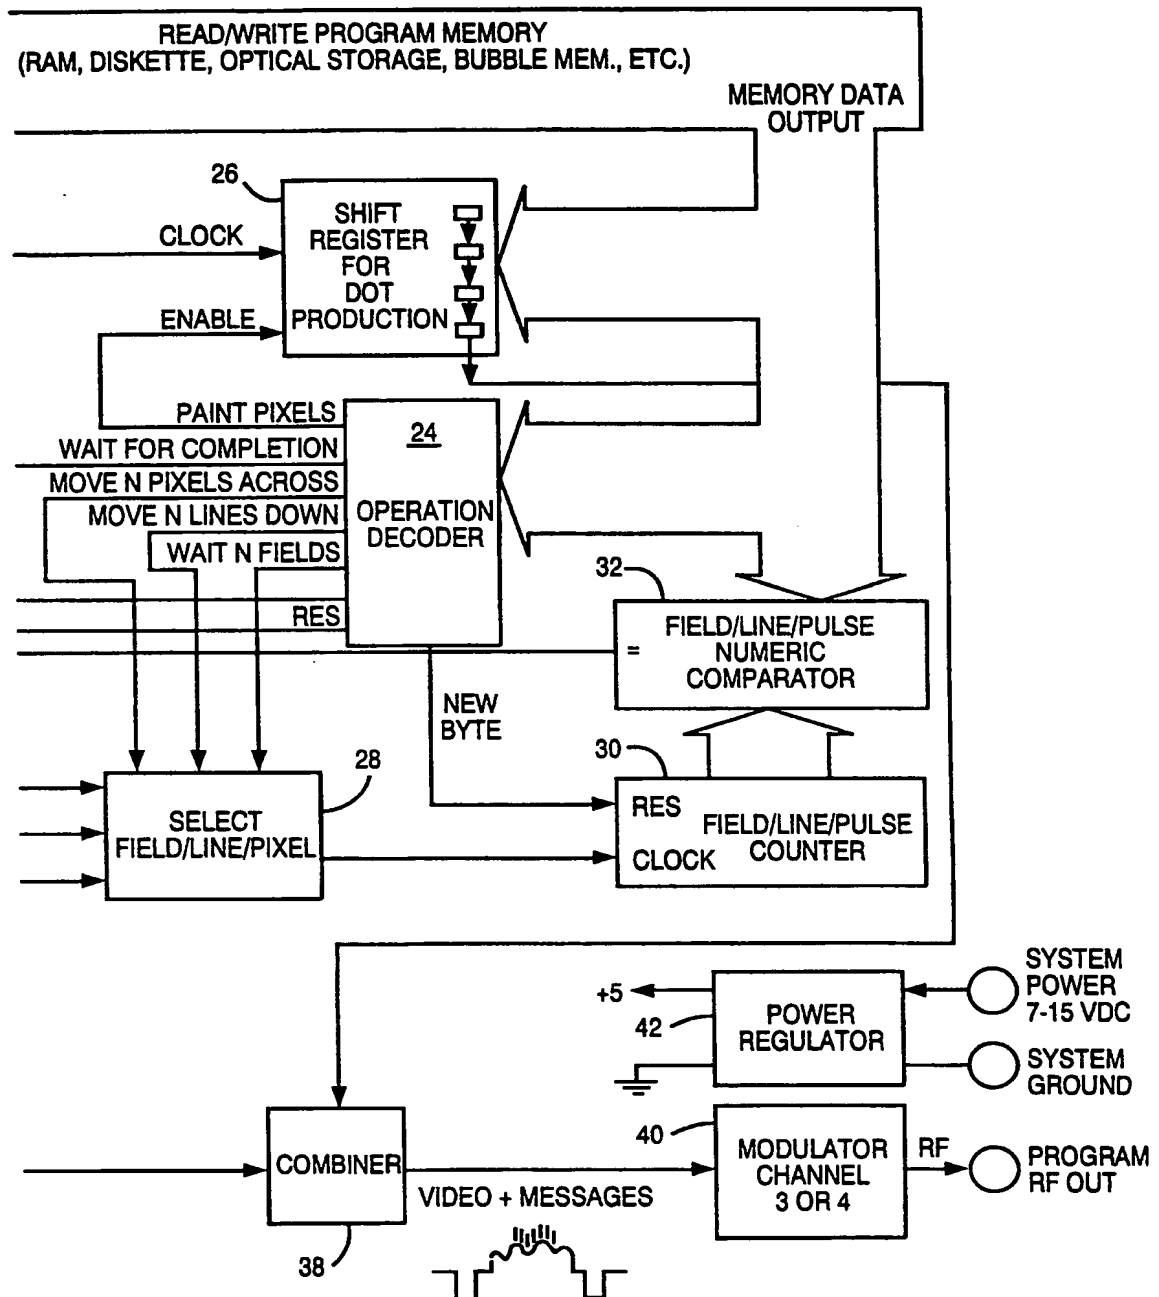 READ/WRITE PROGRAM MEMORY
(RAM, DISKETTE, OPTICAL STORAGE, BUBBLE MEM., ETC.)
MEMORY DATA
OUTPUT
26
SHIFT
REGISTER
FOR
DOT
PRODUCTION
CLOCK
ENABLE
PAINT PIXELS
WAIT FOR COMPLETION
MOVE N PIXELS ACROSS
MOVE N LINES DOWN
WAIT N FIELDS
RES
24
OPERATION
DECODER
32
FIELD/LINE/PULSE
NUMERIC
COMPARATOR
=
NEW
BYTE
30
RES
CLOCK
FIELD/LINE/PULSE
COUNTER
28
SELECT
FIELD/LINE/PIXEL
+5
42
POWER
REGULATOR
SYSTEM
POWER
7-15 VDC
SYSTEM
GROUND
40
MODULATOR
CHANNEL
3 OR 4
RF
PROGRAM
RF OUT
COMBINER
VIDEO + MESSAGES
38